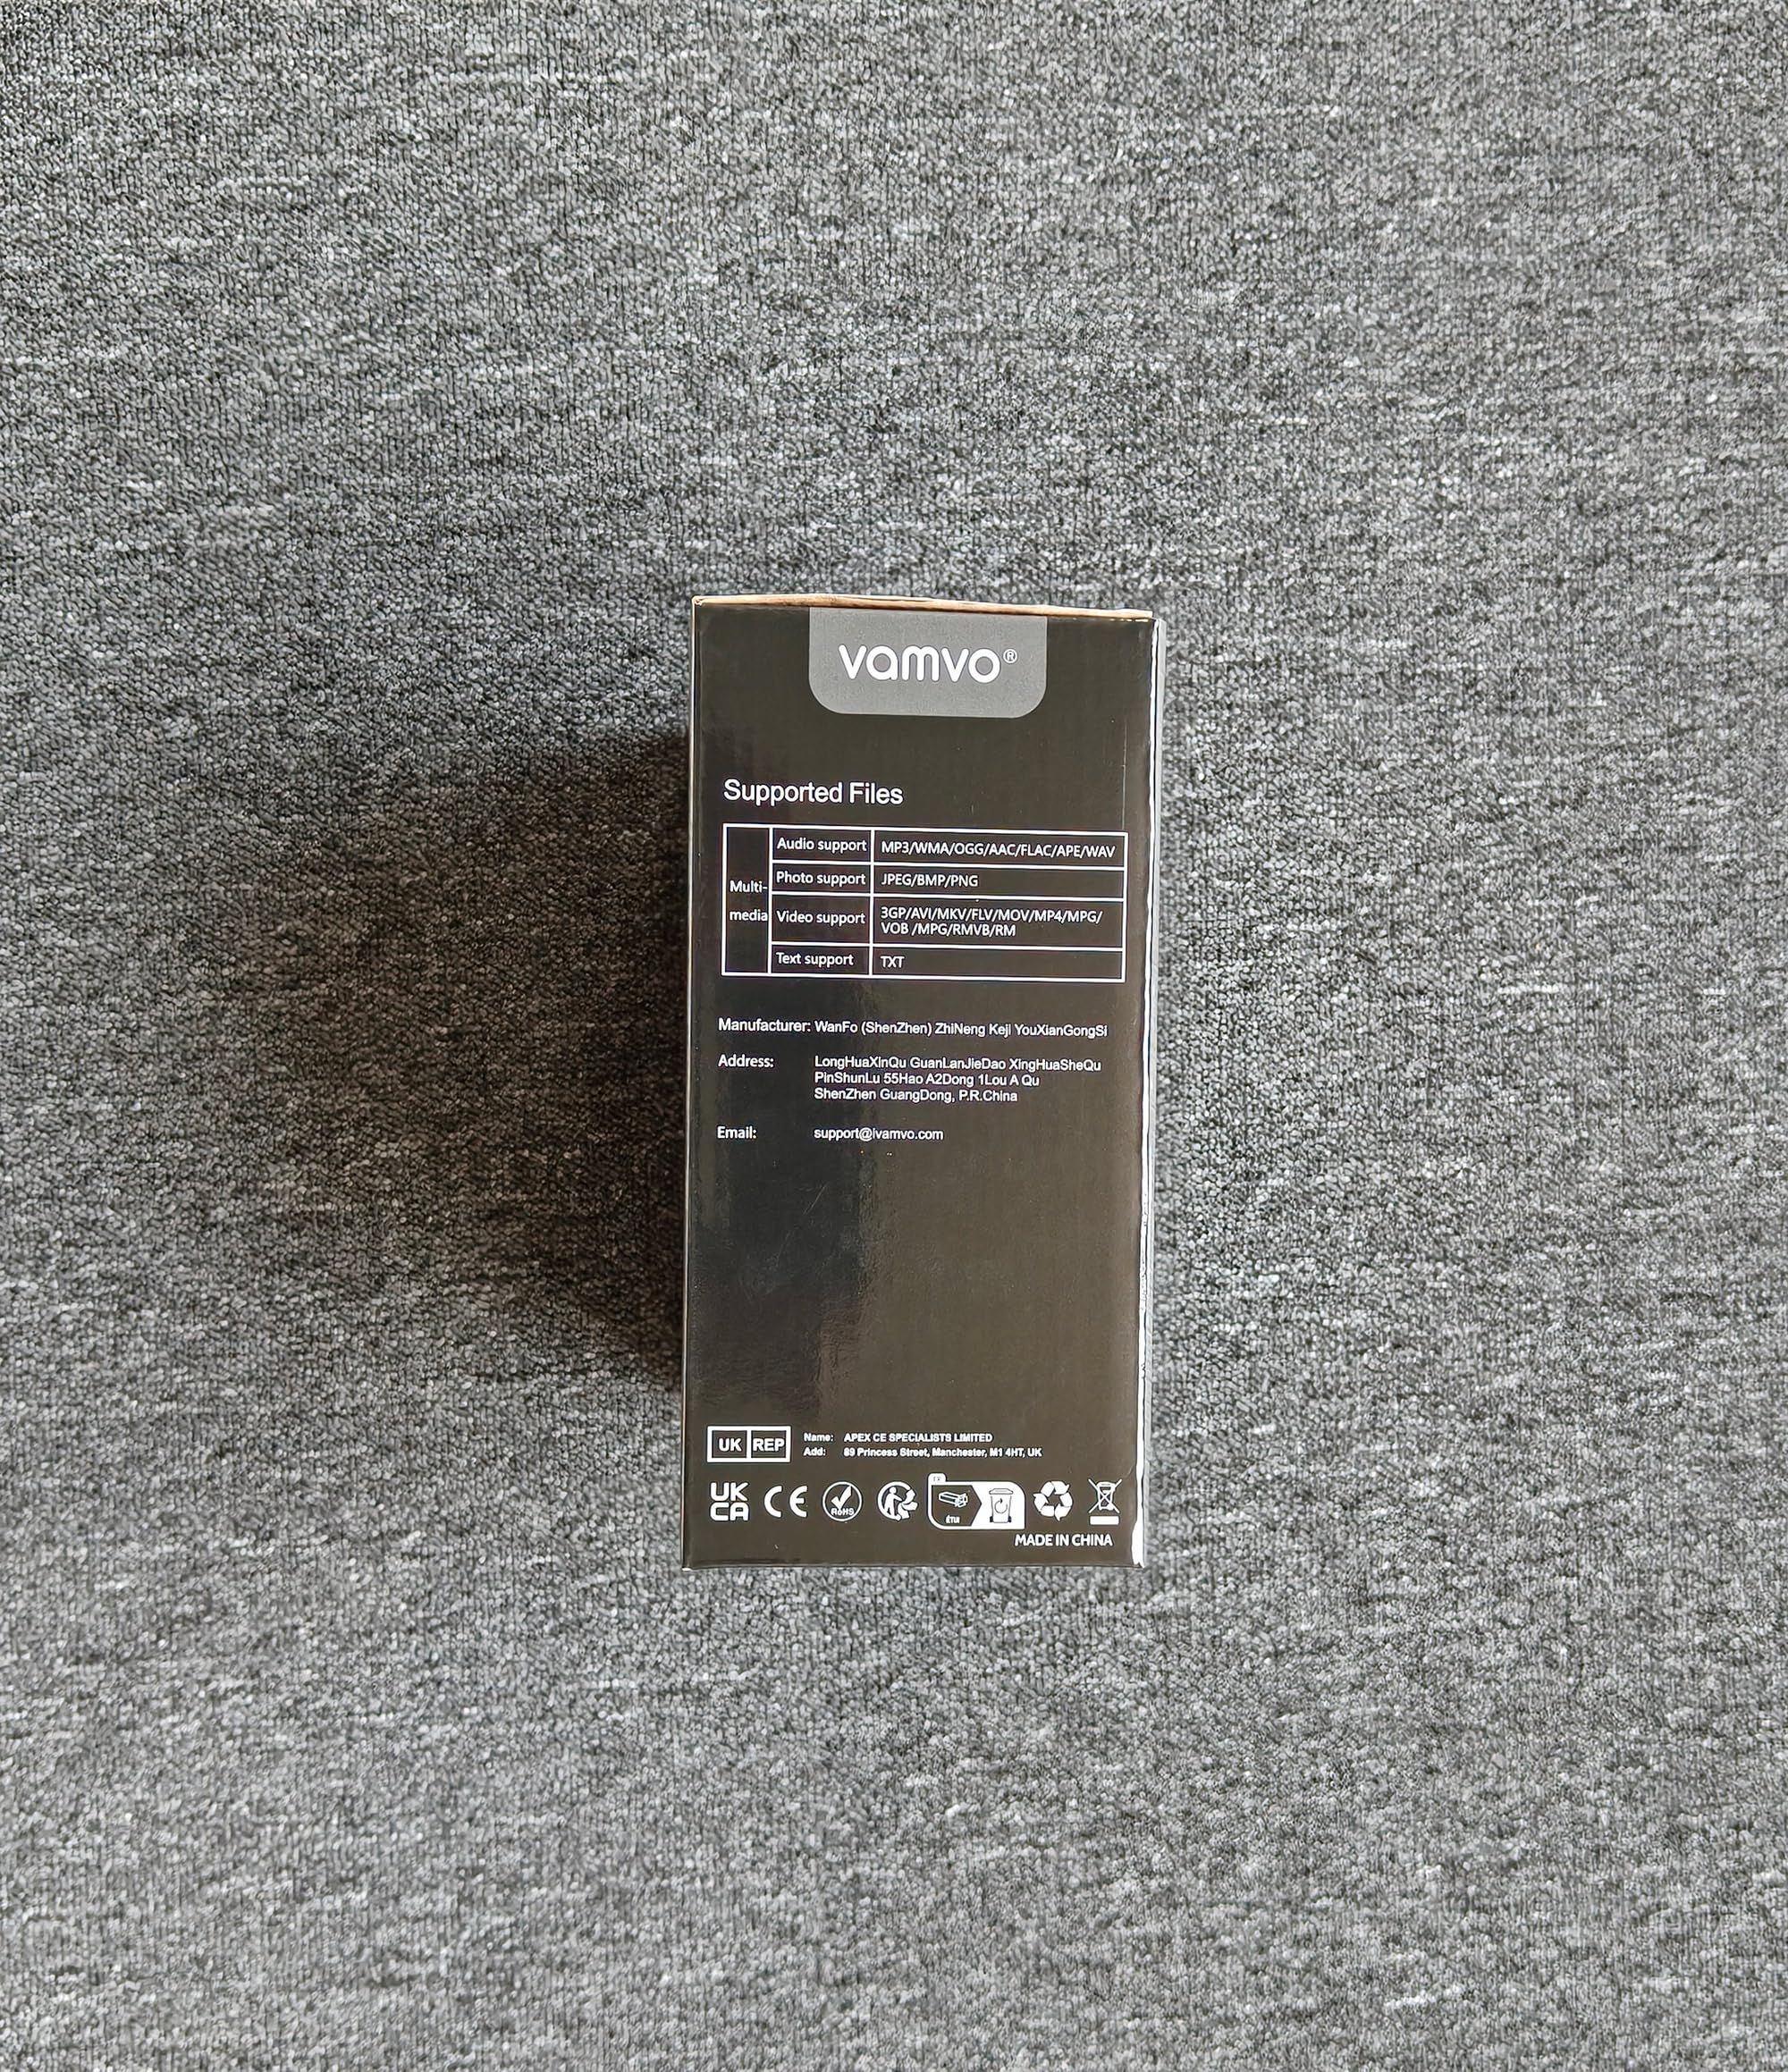 vamvo®
Supported Files
Multi-
media
Audio support MP3/WMA/OGG/AAC/FLAC/APE/WAV
Photo support JPEG/BMP/PNG
Video support 3GP/AVI/MKV/FLV/MOV/MP4/MPG/
VOB /MPG/RMVB/RM
Text support TXT
Manufacturer: WanFo (ShenZhen) ZhiNeng Keji YouXianGongSi
Address: LongHuaXinQu GuanLanJieDao XingHuaSheQu
PinShunLu 55Hao A2Dong 1Lou A Qu
ShenZhen GuangDong, P.R.China
Email: support@ivamvo.com
UK REP
Name: APEX CE SPECIALISTS LIMITED
Add: 89 Princess Street, Manchester, M1 4HT, UK
UK
CA
CE
RoHS
FR
ÉTUI
MADE IN CHINA